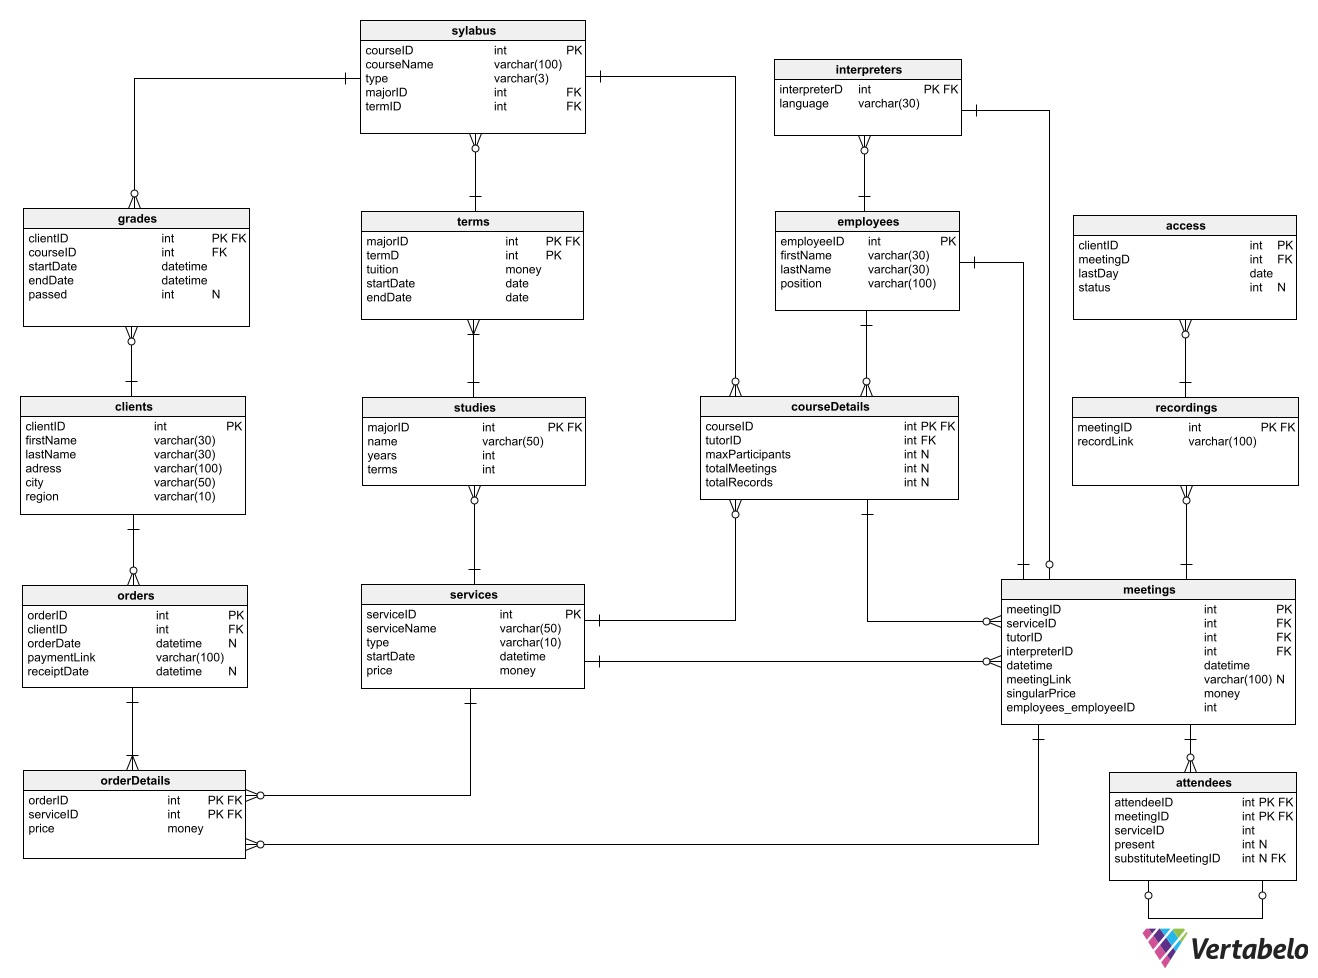 sylabus
courseID int PK
courseName varchar(100)
type varchar(3)
majorID int FK
termID int FK
interpreters
interpreterD int PK FK
language varchar(30)
grades
clientID int PK FK
courseID int FK
startDate datetime
endDate datetime
passed int N
terms
majorID int PK FK
termD int PK
tuition money
startDate date
endDate date
employees
employeeID int PK
firstName varchar(30)
lastName varchar(30)
position varchar(100)
access
clientID int PK
meetingD int FK
lastDay date
status int N
clients
clientID int PK
firstName varchar(30)
lastName varchar(30)
adress varchar(100)
city varchar(50)
region varchar(10)
studies
majorID int PK FK
name varchar(50)
years int
terms int
courseDetails
courseID int PK FK
tutorID int FK
maxParticipants int N
totalMeetings int N
totalRecords int N
recordings
meetingID int PK FK
recordLink varchar(100)
orders
orderID int PK
clientID int FK
orderDate datetime N
paymentLink varchar(100)
receiptDate datetime N
services
serviceID int PK
serviceName varchar(50)
type varchar(10)
startDate datetime
price money
meetings
meetingID int PK
serviceID int FK
tutorID int FK
interpreterID int FK
datetime datetime
meetingLink varchar(100) N
singularPrice money
employees_employeeID int
orderDetails
orderID int PK FK
serviceID int PK FK
price money
attendees
attendeeID int PK FK
meetingID int PK FK
serviceID int
present int N
substituteMeetingID int N FK
Vertabelo